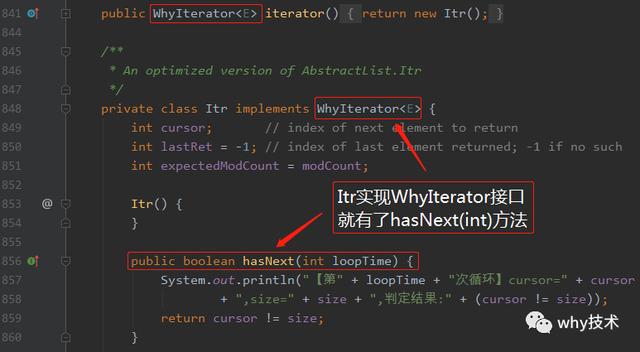 841 public WhyIterator<E> iterator() { return new Itr(); }
844
845 /**
846 * An optimized version of AbstractList.Itr
847 */
848 private class Itr implements WhyIterator<E> {
849 int cursor; // index of next element to return
850 int lastRet = -1; // index of last element returned; -1 if no such
851 int expectedModCount = modCount;
852
853 @ Itr() {
854 }
855
Itr实现WhyIterator接口
就有了hasNext(int)方法
856 public boolean hasNext(int loopTime) {
857 System.out.println("【第" + loopTime + "次循环】cursor=" + cursor
858 + ",size=" + size + ",判定结果:" + (cursor != size));
859 return cursor != size;
860 }
why技术